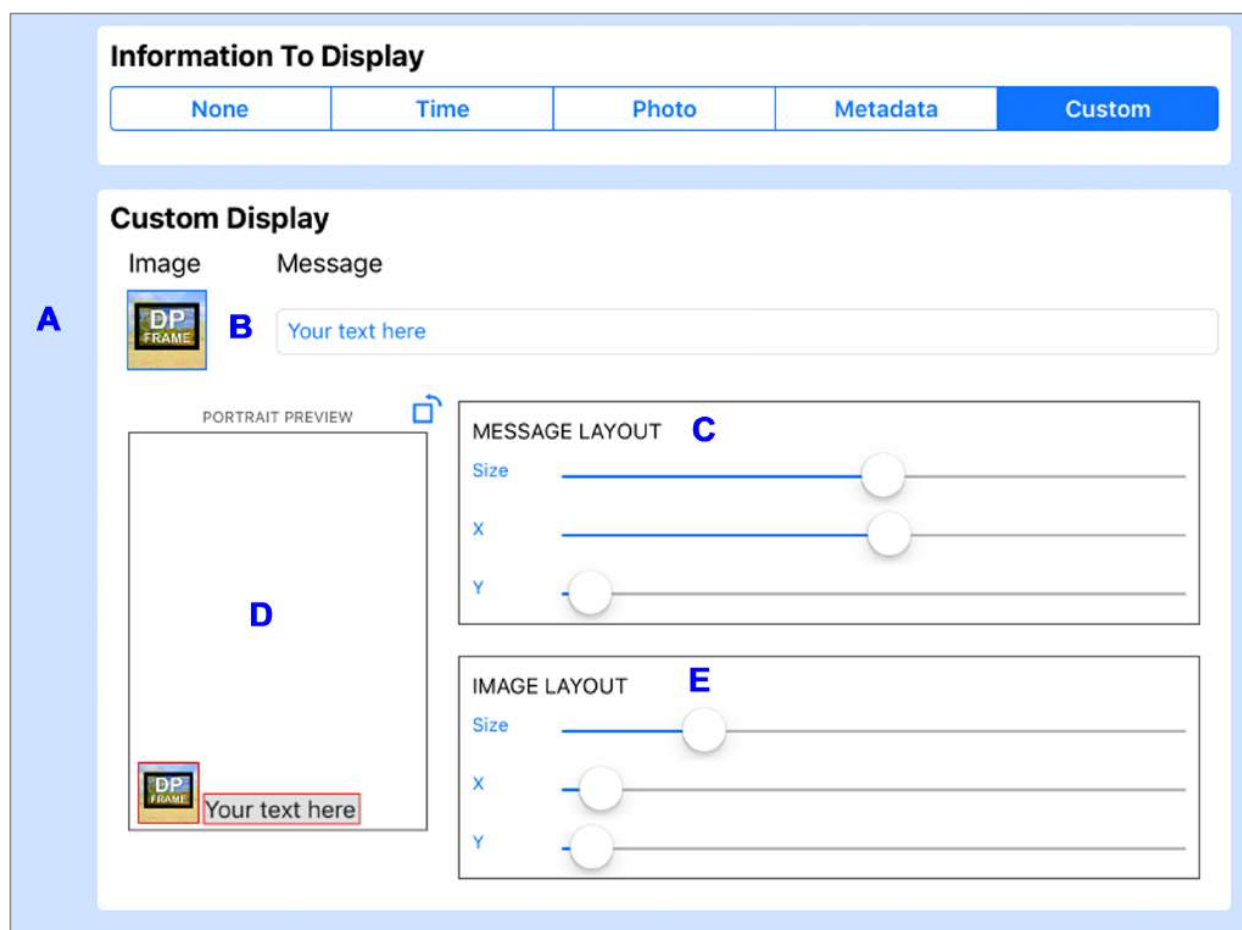 Information To Display
None Time Photo Metadata Custom
Custom Display
Image Message
A
DP
FRAME
B
Your text here
PORTRAIT PREVIEW
MESSAGE LAYOUT C
Size
X
Y
D
IMAGE LAYOUT E
Size
X
Y
DP
FRAME
Your text here